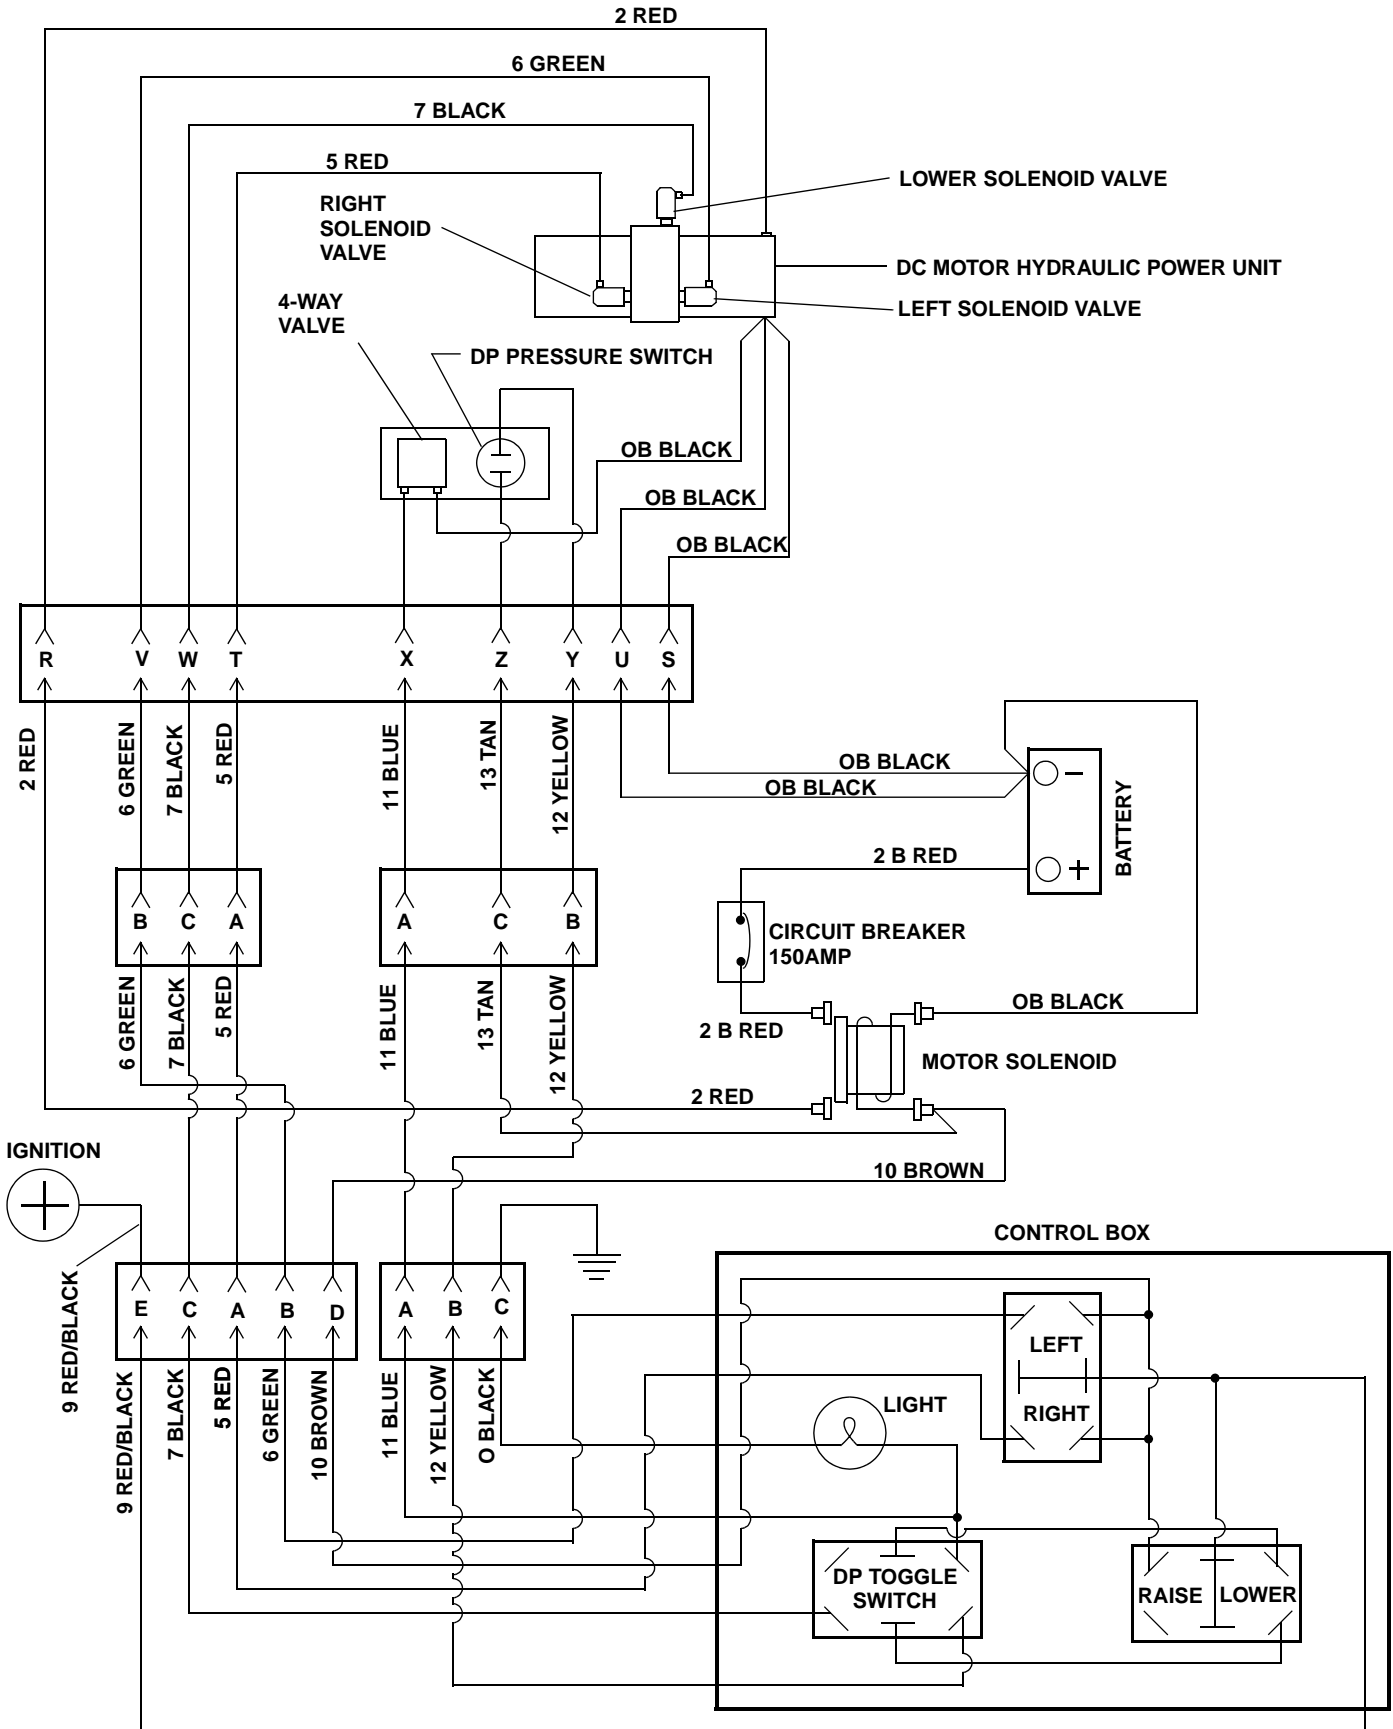 2 RED
6 GREEN
7 BLACK
5 RED
LOWER SOLENOID VALVE
RIGHT
SOLENOID
VALVE
DC MOTOR HYDRAULIC POWER UNIT
4-WAY
VALVE
LEFT SOLENOID VALVE
DP PRESSURE SWITCH
OB BLACK
OB BLACK
OB BLACK
R V W T X Z Y U S
2 RED
6 GREEN
7 BLACK
5 RED
11 BLUE
13 TAN
12 YELLOW
OB BLACK
OB BLACK
BATTERY
2 B RED
B C A
A C B
CIRCUIT BREAKER
150AMP
6 GREEN
7 BLACK
5 RED
11 BLUE
13 TAN
12 YELLOW
OB BLACK
2 B RED
MOTOR SOLENOID
2 RED
IGNITION
10 BROWN
CONTROL BOX
9 RED/BLACK
E C A B D
A B C
LEFT
9 RED/BLACK
7 BLACK
5 RED
6 GREEN
10 BROWN
11 BLUE
12 YELLOW
O BLACK
LIGHT
RIGHT
DP TOGGLE
SWITCH
RAISE LOWER